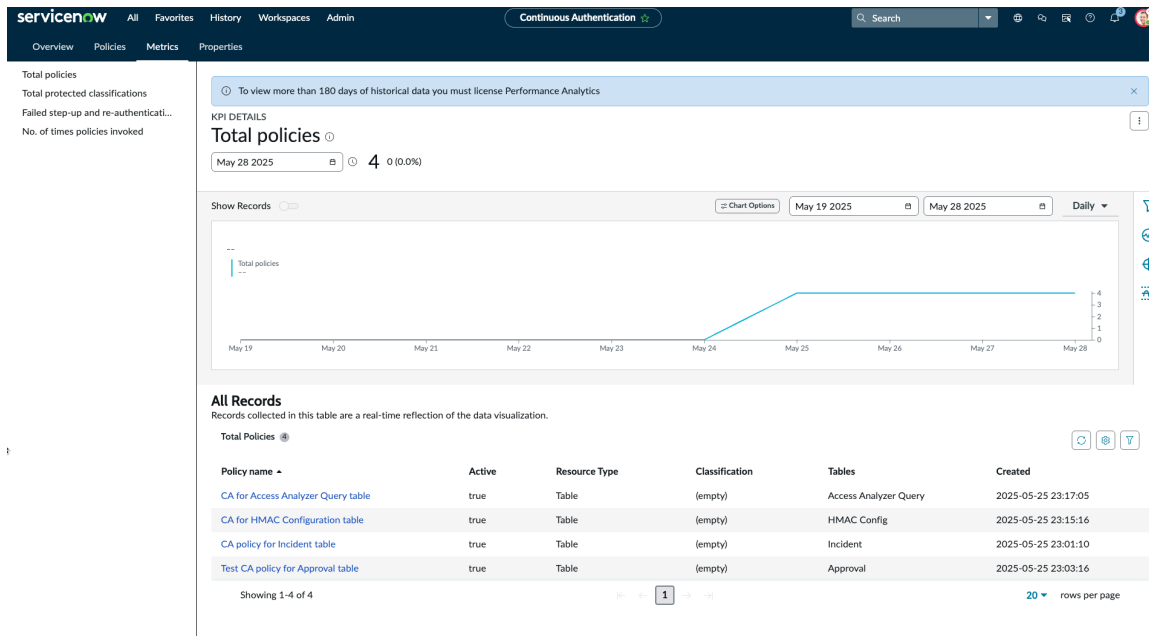 servicenow All Favorites History Workspaces Admin Continuous Authentication Search 3
Overview Policies Metrics Properties
Total policies
Total protected classifications
Failed step-up and re-authenticati...
No. of times policies invoked
To view more than 180 days of historical data you must license Performance Analytics
KPI DETAILS
Total policies
May 28 2025 4 0 (0.0%)
Show Records Chart Options May 19 2025 May 28 2025 Daily
--
Total policies
--
4
3
2
1
0
May 19 May 20 May 21 May 22 May 23 May 24 May 25 May 26 May 27 May 28
All Records
Records collected in this table are a real-time reflection of the data visualization.
Total Policies 4
Policy name Active Resource Type Classification Tables Created
CA for Access Analyzer Query table true Table (empty) Access Analyzer Query 2025-05-25 23:17:05
CA for HMAC Configuration table true Table (empty) HMAC Config 2025-05-25 23:15:16
CA policy for Incident table true Table (empty) Incident 2025-05-25 23:01:10
Test CA policy for Approval table true Table (empty) Approval 2025-05-25 23:03:16
Showing 1-4 of 4 1 20 rows per page